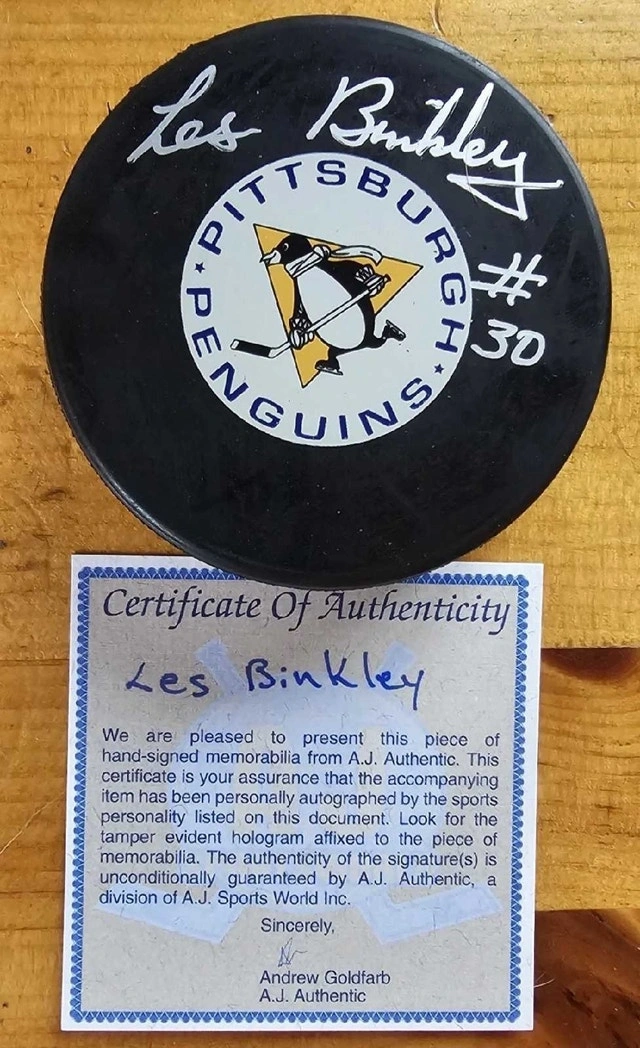 Les Binkley
PITTSBURGH
#
30
PENGUINS
Certificate Of Authenticity
Les Binkley
We are pleased to present this piece of
hand-signed memorabilia from A.J. Authentic. This
certificate is your assurance that the accompanying
item has been personally autographed by the sports
personality listed on this document. Look for the
tamper evident hologram affixed to the piece of
memorabilia. The authenticity of the signature(s) is
unconditionally guaranteed by A.J. Authentic, a
division of A.J. Sports World Inc.
Sincerely,
Andrew Goldfarb
A.J. Authentic